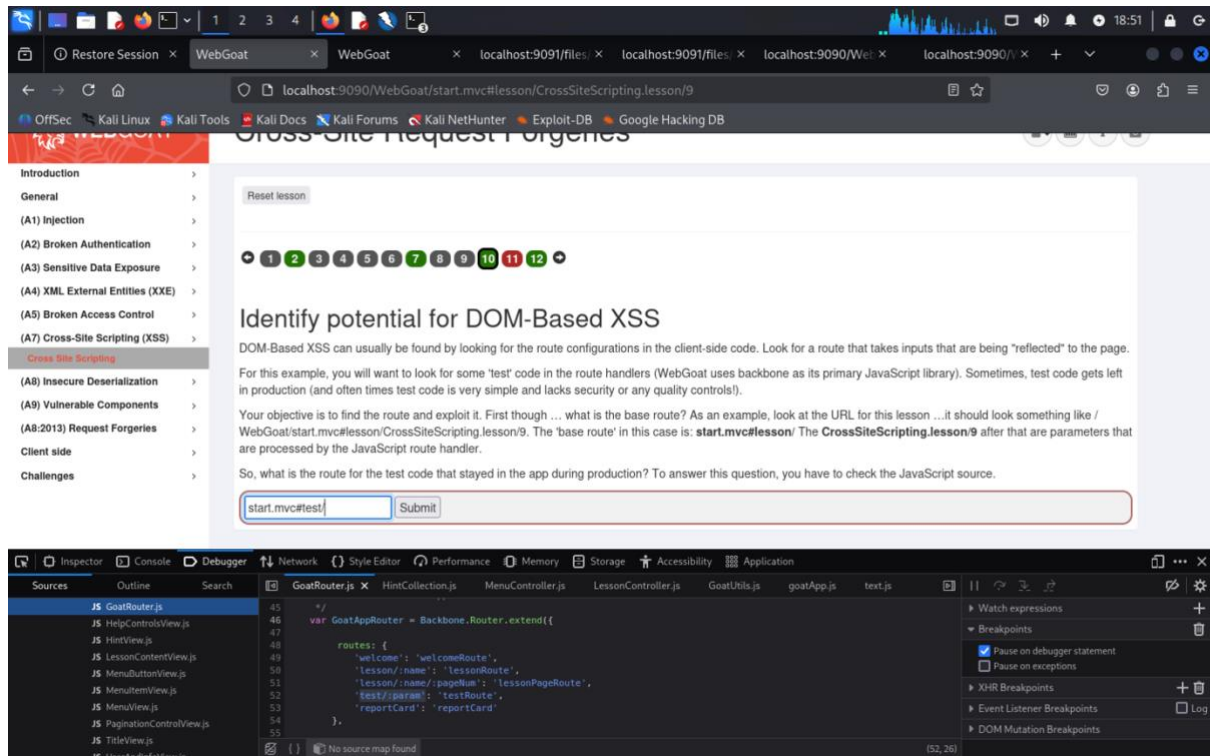 1 2 3 4
18:51
Restore Session
WebGoat
WebGoat
localhost:9091/files/
localhost:9091/files/
localhost:9090/Web
localhost:9090/W
localhost:9090/WebGoat/start.mvc#lesson/CrossSiteScripting.lesson/9
OffSec Kali Linux Kali Tools Kali Docs Kali Forums Kali NetHunter Exploit-DB Google Hacking DB
WEBGOAT
Cross-Site Request Forgeries
Introduction
General
(A1) Injection
(A2) Broken Authentication
(A3) Sensitive Data Exposure
(A4) XML External Entities (XXE)
(A5) Broken Access Control
(A7) Cross-Site Scripting (XSS)
Cross Site Scripting
(A8) Insecure Deserialization
(A9) Vulnerable Components
(A8:2013) Request Forgeries
Client side
Challenges
Reset lesson
1 2 3 4 5 6 7 8 9 10 11 12
Identify potential for DOM-Based XSS
DOM-Based XSS can usually be found by looking for the route configurations in the client-side code. Look for a route that takes inputs that are being "reflected" to the page.
For this example, you will want to look for some 'test' code in the route handlers (WebGoat uses backbone as its primary JavaScript library). Sometimes, test code gets left
in production (and often times test code is very simple and lacks security or any quality controls!).
Your objective is to find the route and exploit it. First though … what is the base route? As an example, look at the URL for this lesson …it should look something like /
WebGoat/start.mvc#lesson/CrossSiteScripting.lesson/9. The 'base route' in this case is: start.mvc#lesson/ The CrossSiteScripting.lesson/9 after that are parameters that
are processed by the JavaScript route handler.
So, what is the route for the test code that stayed in the app during production? To answer this question, you have to check the JavaScript source.
start.mvc#test/
Submit
Inspector Console Debugger Network Style Editor Performance Memory Storage Accessibility Application
Sources Outline Search
GoatRouter.js HintCollection.js MenuController.js LessonController.js GoatUtils.js goatApp.js text.js
JS GoatRouter.js
JS HelpControlsView.js
JS HintView.js
JS LessonContentView.js
JS MenuButtonView.js
JS MenuItemView.js
JS MenuView.js
JS PaginationControlView.js
JS TitleView.js
45 */
46 var GoatAppRouter = Backbone.Router.extend({
47
48 routes: {
49 'welcome': 'welcomeRoute',
50 'lesson/:name': 'lessonRoute',
51 'lesson/:name/:pageNum': 'lessonPageRoute',
52 'test/:param': 'testRoute',
53 'reportCard': 'reportCard'
54 },
55
{ } No source map found
(52, 26)
Watch expressions
Breakpoints
Pause on debugger statement
Pause on exceptions
XHR Breakpoints
Event Listener Breakpoints
Log
DOM Mutation Breakpoints